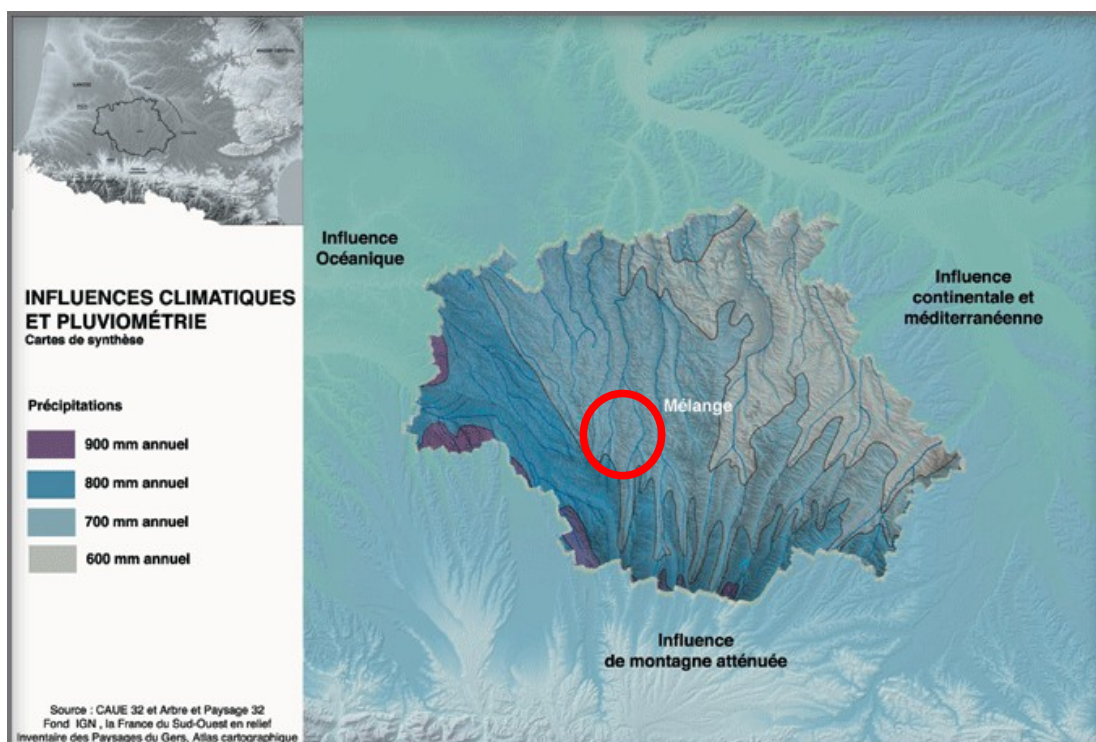 INFLUENCES CLIMATIQUES
ET PLUVIOMÉTRIE
Cartes de synthèse
Précipitations
900 mm annuel
800 mm annuel
700 mm annuel
600 mm annuel
Source : CAUE 32 et Arbre et Paysage 32
Fond IGN , la France du Sud-Ouest en relief
Inventaire des Paysages du Gers, Atlas cartographique
Influence
Océanique
Influence
continentale et
méditerranéenne
Mélange
Influence
de montagne atténuée